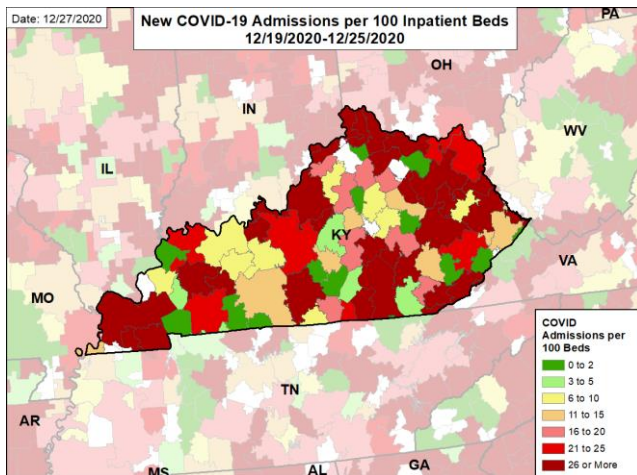 Date: 12/27/2020
New COVID-19 Admissions per 100 Inpatient Beds
12/19/2020-12/25/2020
PA
OH
IN
WV
IL
KY
VA
MO
TN
AR
MS
AL
GA
COVID
Admissions per
100 Beds
0 to 2
3 to 5
6 to 10
11 to 15
16 to 20
21 to 25
26 or More